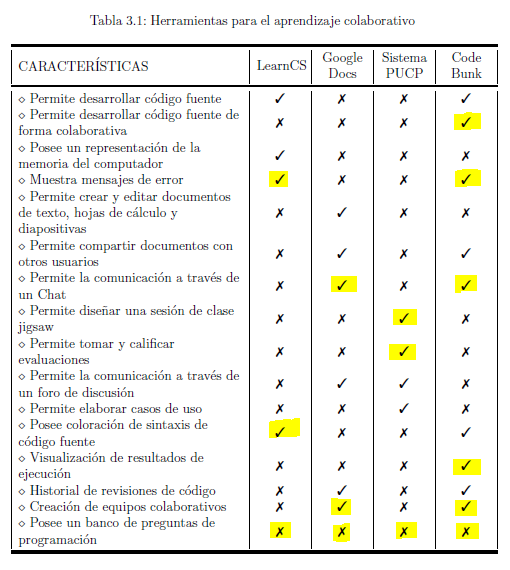 Tabla 3.1: Herramientas para el aprendizaje colaborativo
CARACTERÍSTICAS LearnCS Google Docs Sistema PUCP Code Bunk
⋄ Permite desarrollar código fuente ✓ ✗ ✗ ✓
⋄ Permite desarrollar código fuente de
forma colaborativa ✗ ✗ ✗ ✓
⋄ Posee un representación de la
memoria del computador ✓ ✗ ✗ ✗
⋄ Muestra mensajes de error ✓ ✗ ✗ ✓
⋄ Permite crear y editar documentos
de texto, hojas de cálculo y ✗ ✓ ✗ ✗
diapositivas
⋄ Permite compartir documentos con
otros usuarios ✗ ✓ ✗ ✓
⋄ Permite la comunicación a través de
un Chat ✗ ✓ ✗ ✓
⋄ Permite diseñar una sesión de clase
jigsaw ✗ ✗ ✓ ✗
⋄ Permite tomar y calificar
evaluaciones ✗ ✗ ✓ ✗
⋄ Permite la comunicación a través de
un foro de discusión ✗ ✓ ✓ ✗
⋄ Permite elaborar casos de uso ✗ ✗ ✓ ✗
⋄ Posee coloración de sintaxis de
código fuente ✓ ✗ ✗ ✓
⋄ Visualización de resultados de
ejecución ✗ ✗ ✗ ✓
⋄ Historial de revisiones de código ✗ ✓ ✗ ✓
⋄ Creación de equipos colaborativos ✗ ✓ ✗ ✓
⋄ Posee un banco de preguntas de
programación ✗ ✗ ✗ ✗